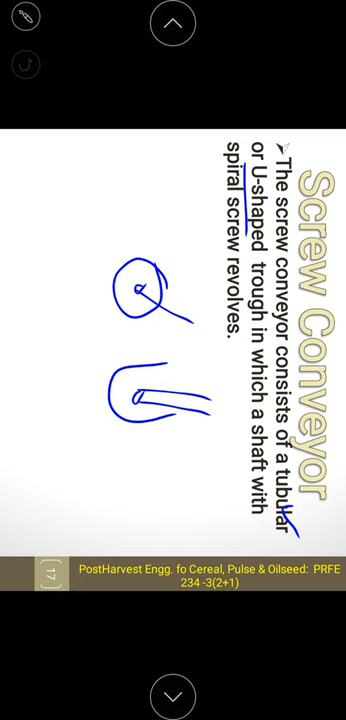 Screw Conveyor
➢The screw conveyor consists of a tubular
or U-shaped trough in which a shaft with
spiral screw revolves.
PostHarvest Engg. fo Cereal, Pulse & Oilseed: PRFE
234 -3(2+1)
17